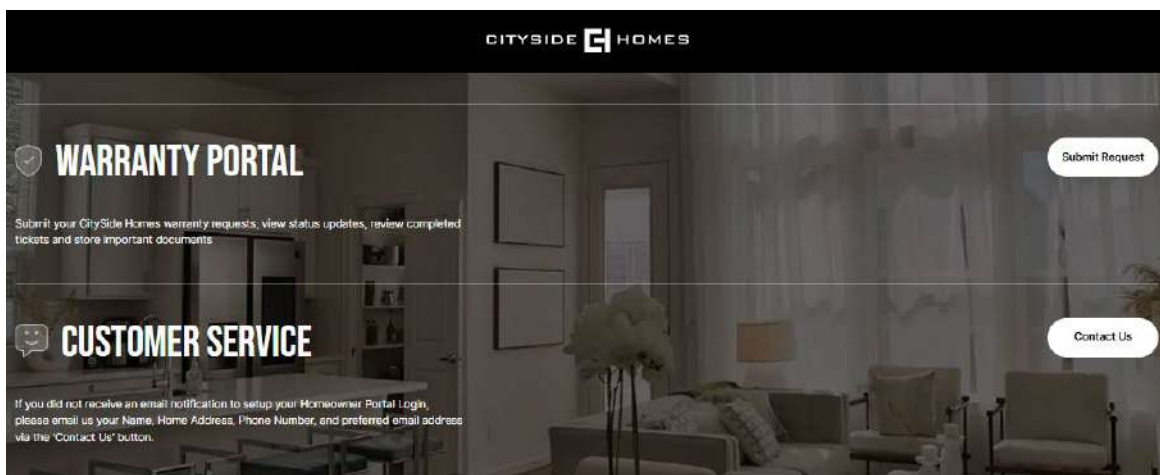 CITYSIDE HOMES
WARRANTY PORTAL
Submit Request
Submit your CitySide Homes warranty requests, view status updates, review completed
tickets and store important documents
CUSTOMER SERVICE
Contact Us
If you did not receive an email notification to setup your Homeowner Portal Login,
please email us your Name, Home Address, Phone Number, and preferred email address
via the 'Contact Us' button.